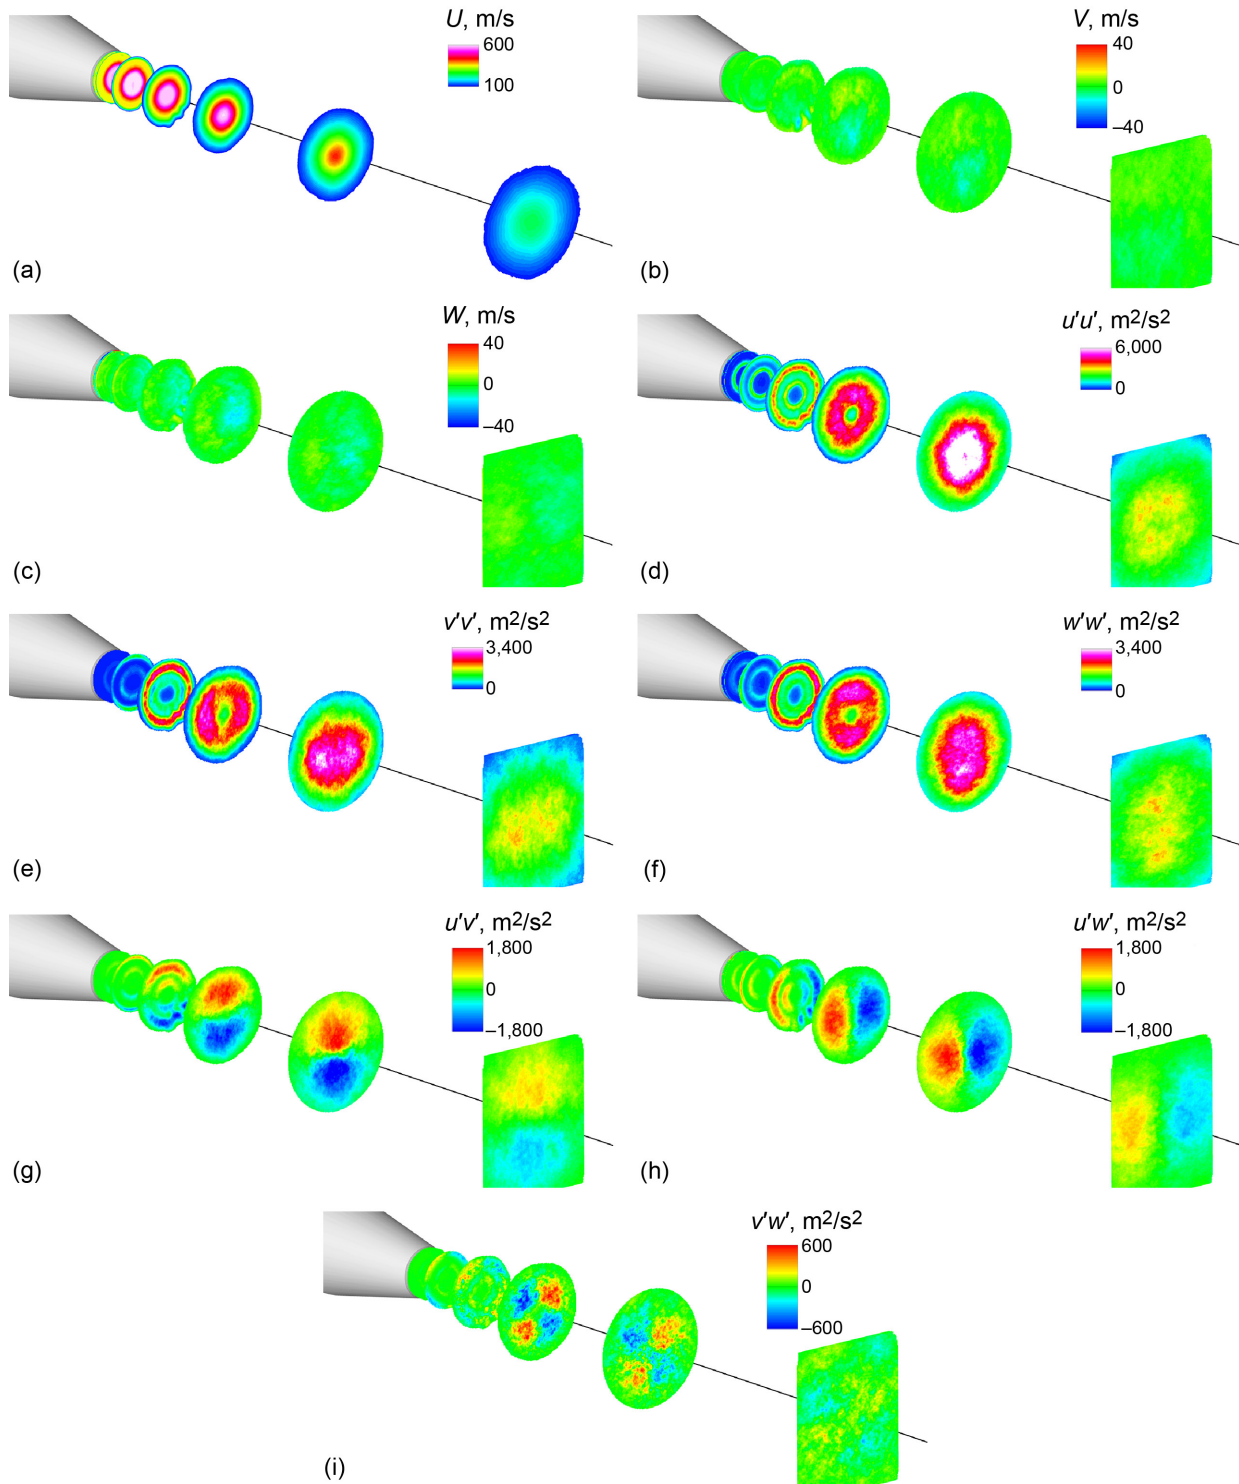 U, m/s
600
100
(a)
V, m/s
40
0
–40
(b)
W, m/s
40
0
–40
(c)
u'u', m2/s2
6,000
0
(d)
v'v', m2/s2
3,400
0
(e)
w'w', m2/s2
3,400
0
(f)
u'v', m2/s2
1,800
0
–1,800
(g)
u'w', m2/s2
1,800
0
–1,800
(h)
v'w', m2/s2
600
0
–600
(i)